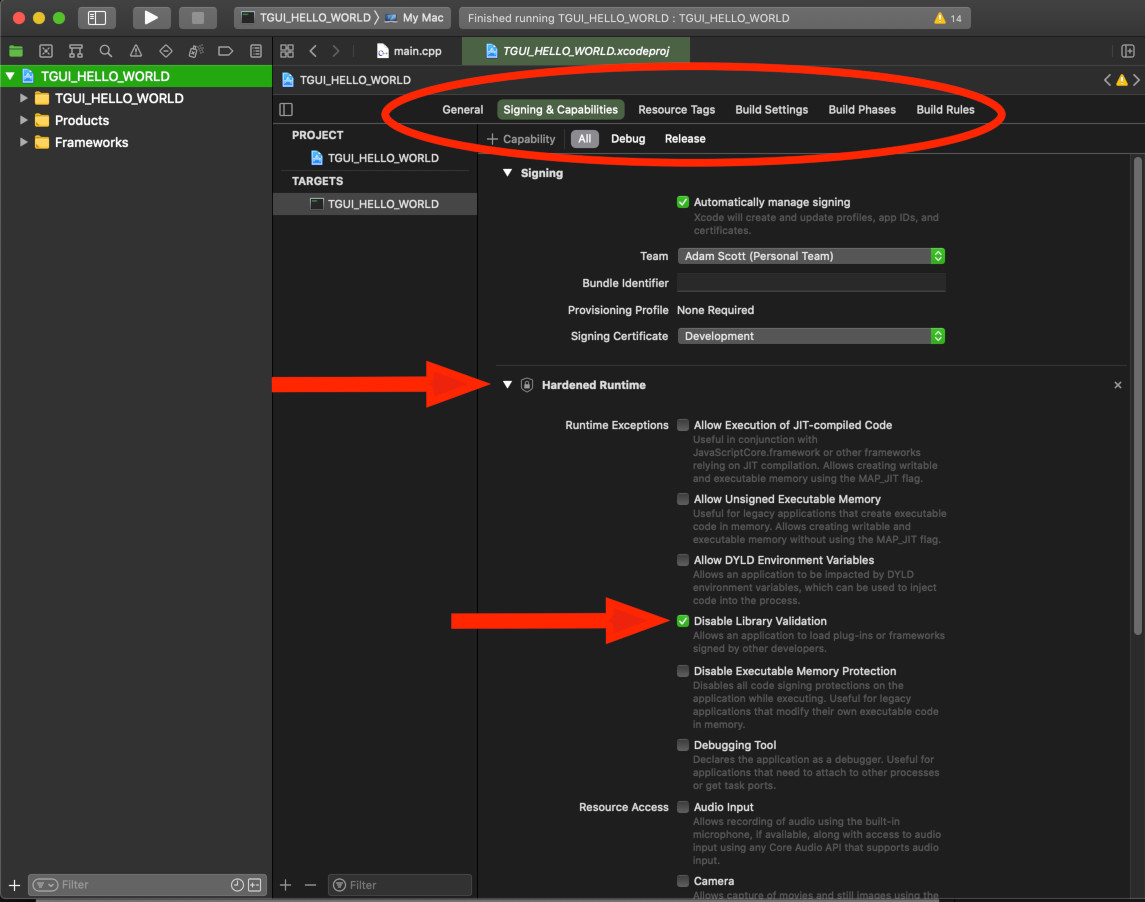 TGUI_HELLO_WORLD
My Mac
Finished running TGUI_HELLO_WORLD : TGUI_HELLO_WORLD
14
main.cpp
TGUI_HELLO_WORLD.xcodeproj
TGUI_HELLO_WORLD
TGUI_HELLO_WORLD
Products
Frameworks
Filter
TGUI_HELLO_WORLD
General
Signing & Capabilities
Resource Tags
Build Settings
Build Phases
Build Rules
PROJECT
TGUI_HELLO_WORLD
TARGETS
TGUI_HELLO_WORLD
Filter
+ Capability
All
Debug
Release
Signing
Automatically manage signing
Xcode will create and update profiles, app IDs, and
certificates.
Team
Adam Scott (Personal Team)
Bundle Identifier
Provisioning Profile
None Required
Signing Certificate
Development
Hardened Runtime
Runtime Exceptions
Allow Execution of JIT-compiled Code
Useful in conjunction with
JavaScriptCore.framework or other frameworks
relying on JIT compilation. Allows creating writable
and executable memory using the MAP_JIT flag.
Allow Unsigned Executable Memory
Useful for legacy applications that create executable
code in memory. Allows creating writable and
executable memory without using the MAP_JIT flag.
Allow DYLD Environment Variables
Allows an application to be impacted by DYLD
environment variables, which can be used to inject
code into the process.
Disable Library Validation
Allows an application to load plug-ins or frameworks
signed by other developers.
Disable Executable Memory Protection
Disables all code signing protections on the
application while executing. Useful for legacy
applications that modify their own executable code
in memory.
Debugging Tool
Declares the application as a debugger. Useful for
applications that need to attach to other processes
or get task ports.
Resource Access
Audio Input
Allows recording of audio using the built-in
microphone, if available, along with access to audio
input using any Core Audio API that supports audio
input.
Camera
Allows capture of movies and still images using the